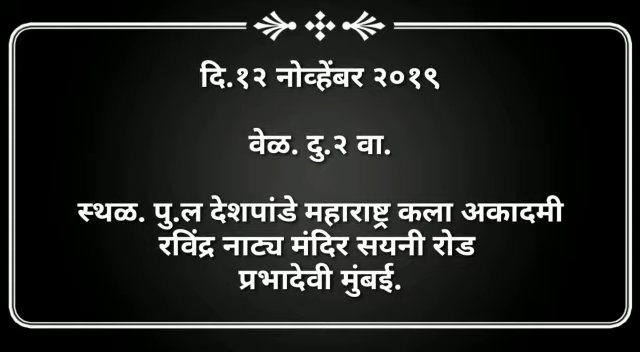 दि.१२ नोव्हेंबर २०१९
वेळ. दु.२ वा.
स्थळ. पु.ल देशपांडे महाराष्ट्र कला अकादमी
रविंद्र नाट्य मंदिर सयनी रोड
प्रभादेवी मुंबई.